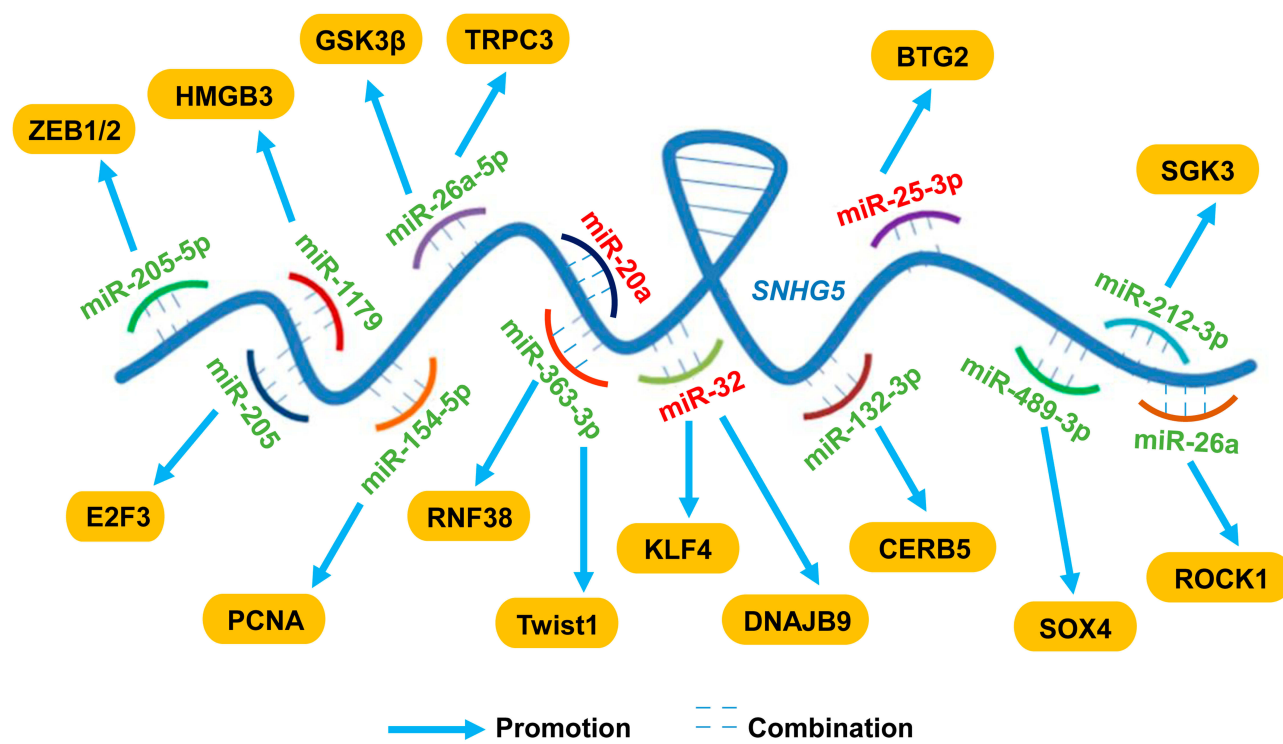 GSK3β
TRPC3
BTG2
HMGB3
ZEB1/2
SGK3
miR-26a-5p
miR-25-3p
miR-205-5p
miR-1179
miR-20a
SNHG5
miR-212-3p
miR-205
miR-154-5p
miR-363-3p
miR-32
miR-132-3p
miR-489-3p
miR-26a
E2F3
RNF38
KLF4
CERB5
ROCK1
PCNA
Twist1
DNAJB9
SOX4
Promotion
Combination